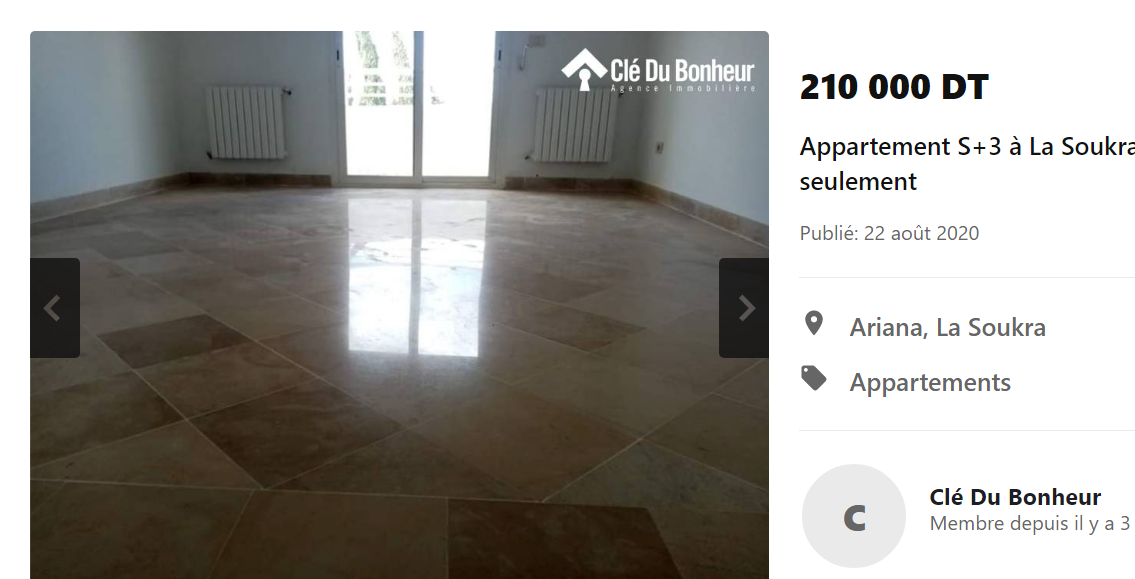 Clé Du Bonheur
Agence Immobilière
210 000 DT
Appartement S+3 à La Soukra
seulement
Publié: 22 août 2020
Ariana, La Soukra
Appartements
C
Clé Du Bonheur
Membre depuis il y a 3